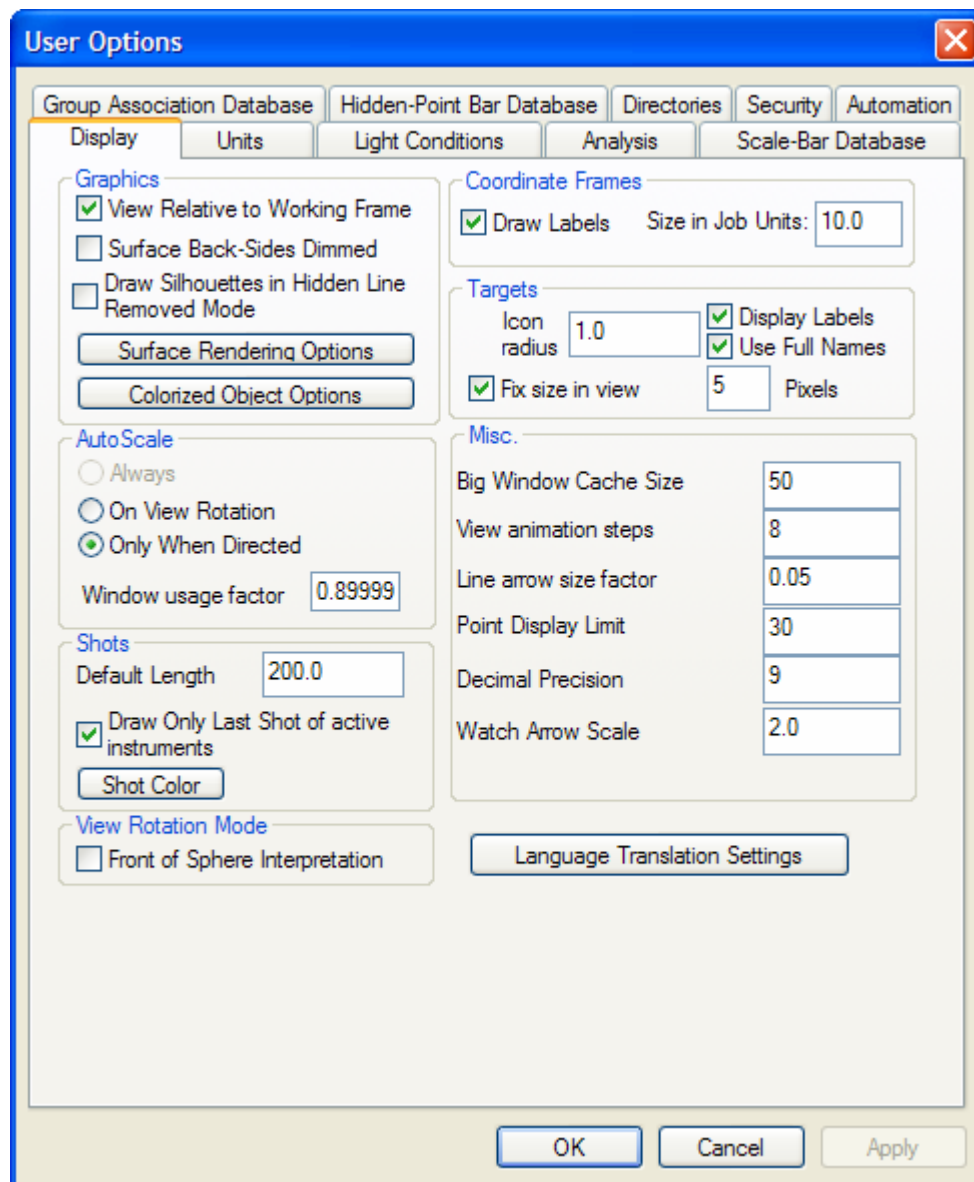 User Options
Group Association Database
Hidden-Point Bar Database
Directories
Security
Automation
Display
Units
Light Conditions
Analysis
Scale-Bar Database
Graphics
View Relative to Working Frame
Surface Back-Sides Dimmed
Draw Silhouettes in Hidden Line
Removed Mode
Surface Rendering Options
Colorized Object Options
AutoScale
Always
On View Rotation
Only When Directed
Window usage factor 0.89999
Shots
Default Length 200.0
Draw Only Last Shot of active
instruments
Shot Color
View Rotation Mode
Front of Sphere Interpretation
Coordinate Frames
Draw Labels Size in Job Units: 10.0
Targets
Icon
radius 1.0
Display Labels
Use Full Names
Fix size in view 5 Pixels
Misc.
Big Window Cache Size 50
View animation steps 8
Line arrow size factor 0.05
Point Display Limit 30
Decimal Precision 9
Watch Arrow Scale 2.0
Language Translation Settings
OK
Cancel
Apply